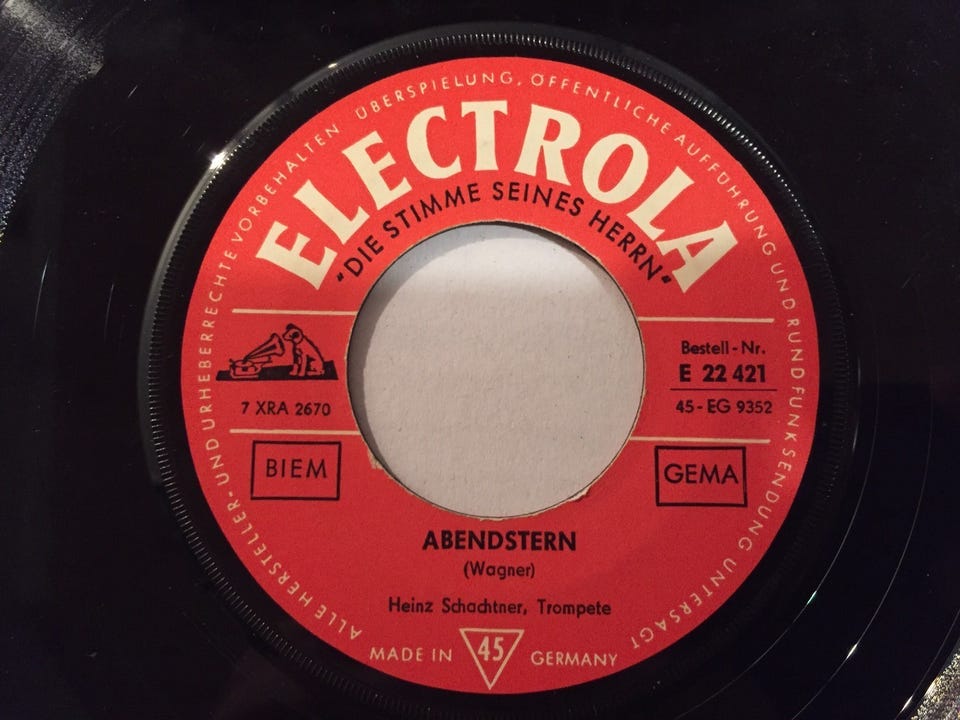 ALLE HERSTELLER- UND URHEBERRECHTE VORBEHALTEN ÜBERSPIELUNG, ÖFFENTLICHE AUFFÜHRUNG UND RUNDFUNKSENDUNG UNTERSAGT
ELECTROLA
"DIE STIMME SEINES HERRN"
Bestell-Nr.
E 22 421
7 XRA 2670
45-EG 9352
BIEM
GEMA
ABENDSTERN
(Wagner)
Heinz Schachtner, Trompete
MADE IN 45 GERMANY